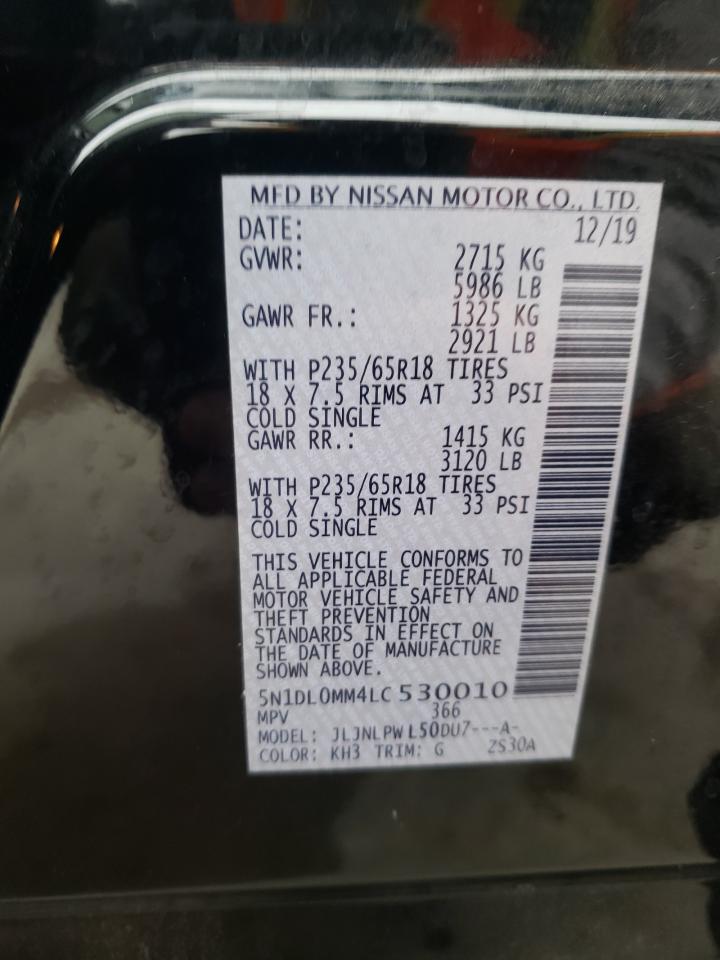 MFD BY NISSAN MOTOR CO., LTD.
DATE: 12/19
GVWR: 2715 KG
5986 LB
GAWR FR.: 1325 KG
2921 LB
WITH P235/65R18 TIRES
18 X 7.5 RIMS AT 33 PSI
COLD SINGLE
GAWR RR.: 1415 KG
3120 LB
WITH P235/65R18 TIRES
18 X 7.5 RIMS AT 33 PSI
COLD SINGLE
THIS VEHICLE CONFORMS TO
ALL APPLICABLE FEDERAL
MOTOR VEHICLE SAFETY AND
THEFT PREVENTION
STANDARDS IN EFFECT ON
THE DATE OF MANUFACTURE
SHOWN ABOVE.
5N1DL0MM4LC530010
MPV 366
MODEL: JLJNLPWL50DU7---A-
COLOR: KH3 TRIM: G ZS30A